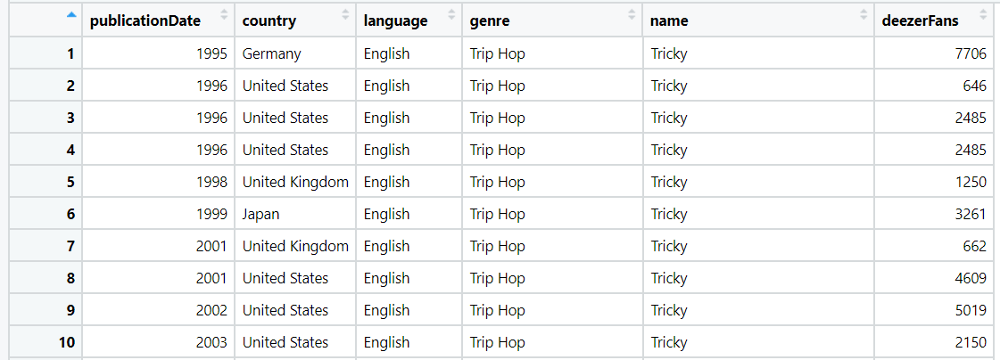 publicationDate country language genre name deezerFans
1 1995 Germany English Trip Hop Tricky 7706
2 1996 United States English Trip Hop Tricky 646
3 1996 United States English Trip Hop Tricky 2485
4 1996 United States English Trip Hop Tricky 2485
5 1998 United Kingdom English Trip Hop Tricky 1250
6 1999 Japan English Trip Hop Tricky 3261
7 2001 United Kingdom English Trip Hop Tricky 662
8 2001 United States English Trip Hop Tricky 4609
9 2002 United States English Trip Hop Tricky 5019
10 2003 United States English Trip Hop Tricky 2150